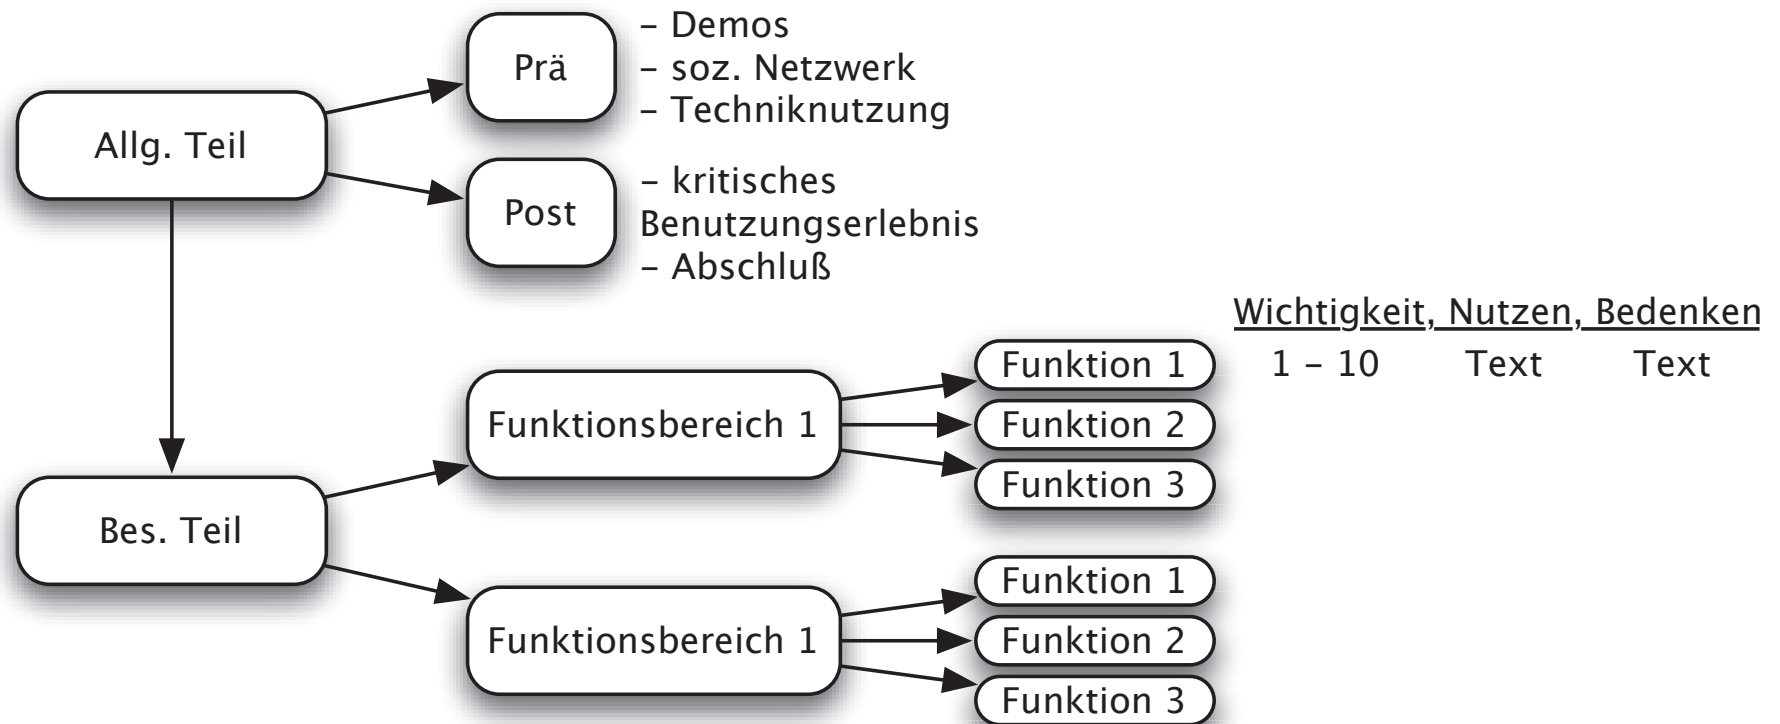 Allg. Teil
Prä
– Demos
– soz. Netzwerk
– Techniknutzung
Post
– kritisches
Benutzungserlebnis
– Abschluß
Wichtigkeit, Nutzen, Bedenken
1 – 10 Text Text
Bes. Teil
Funktionsbereich 1
Funktion 1
Funktion 2
Funktion 3
Funktionsbereich 1
Funktion 1
Funktion 2
Funktion 3